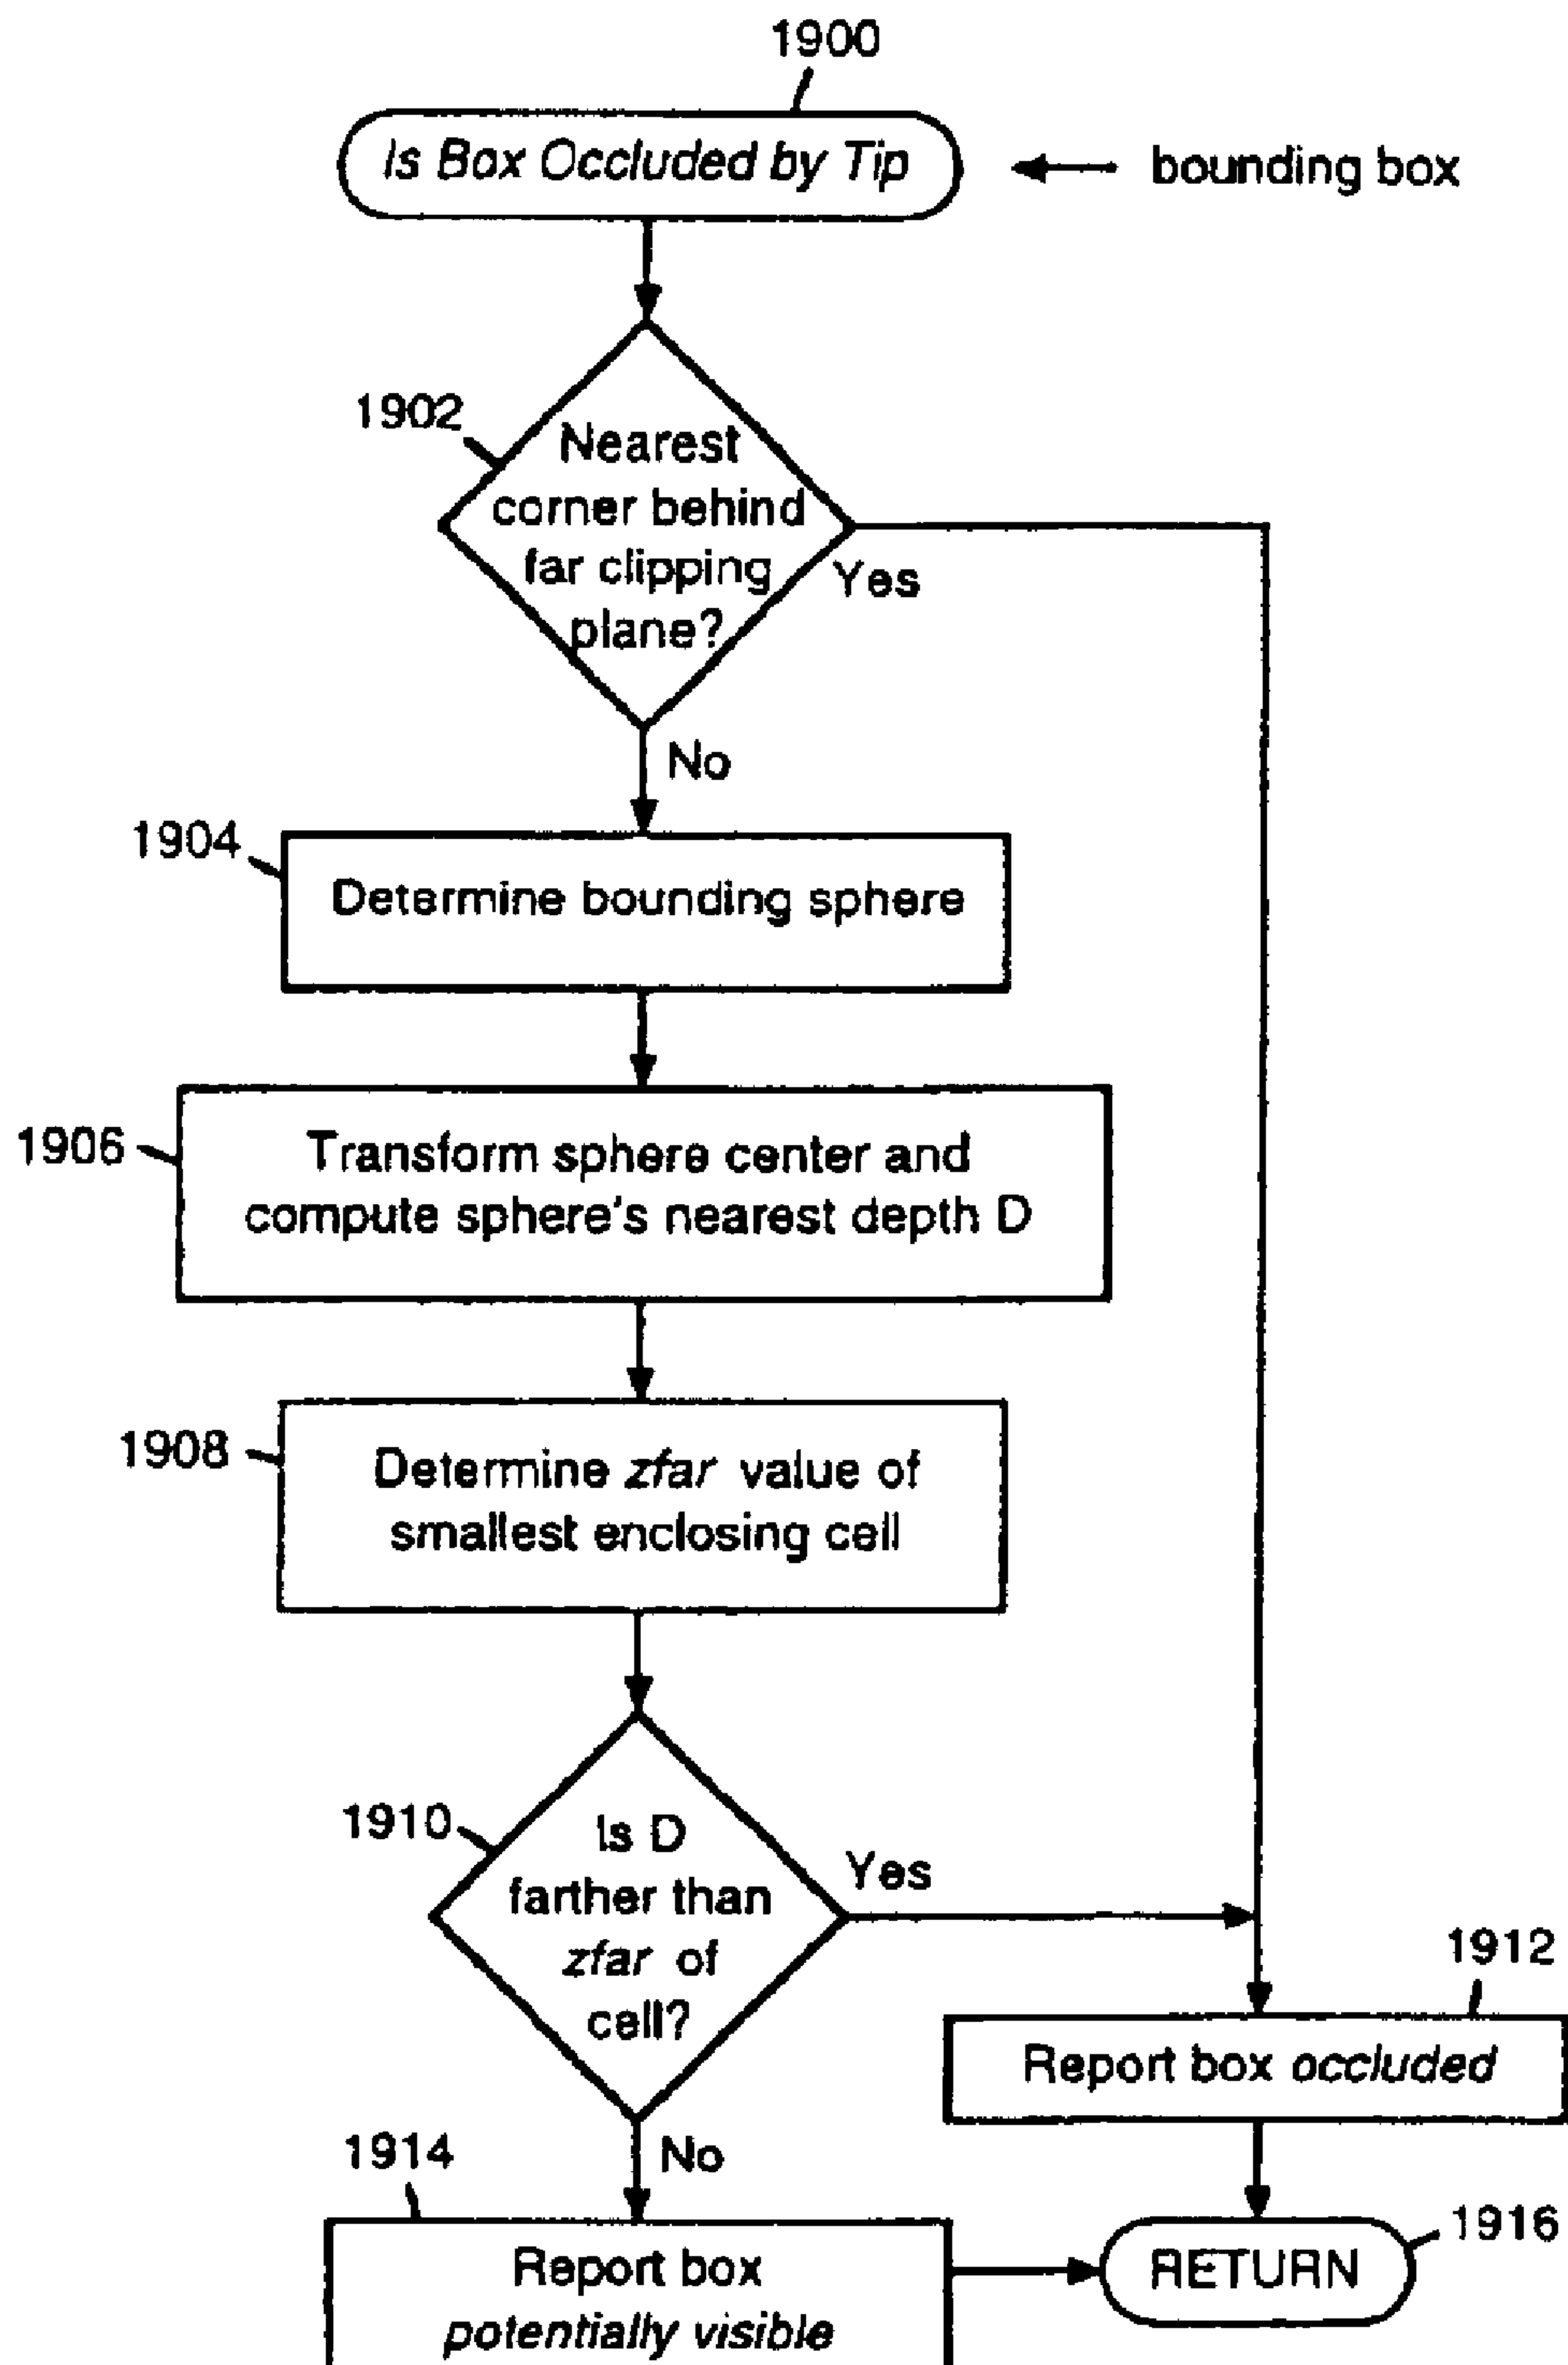 1900
Is Box Occluded by Tip
bounding box
1902
Nearest
corner behind
far clipping
plane?
Yes
No
1904
Determine bounding sphere
1906
Transform sphere center and
compute sphere's nearest depth D
1908
Determine zfar value of
smallest enclosing cell
1910
Is D
farther than
zfar of
cell?
Yes
No
1912
Report box occluded
1914
Report box
potentially visible
RETURN
1916